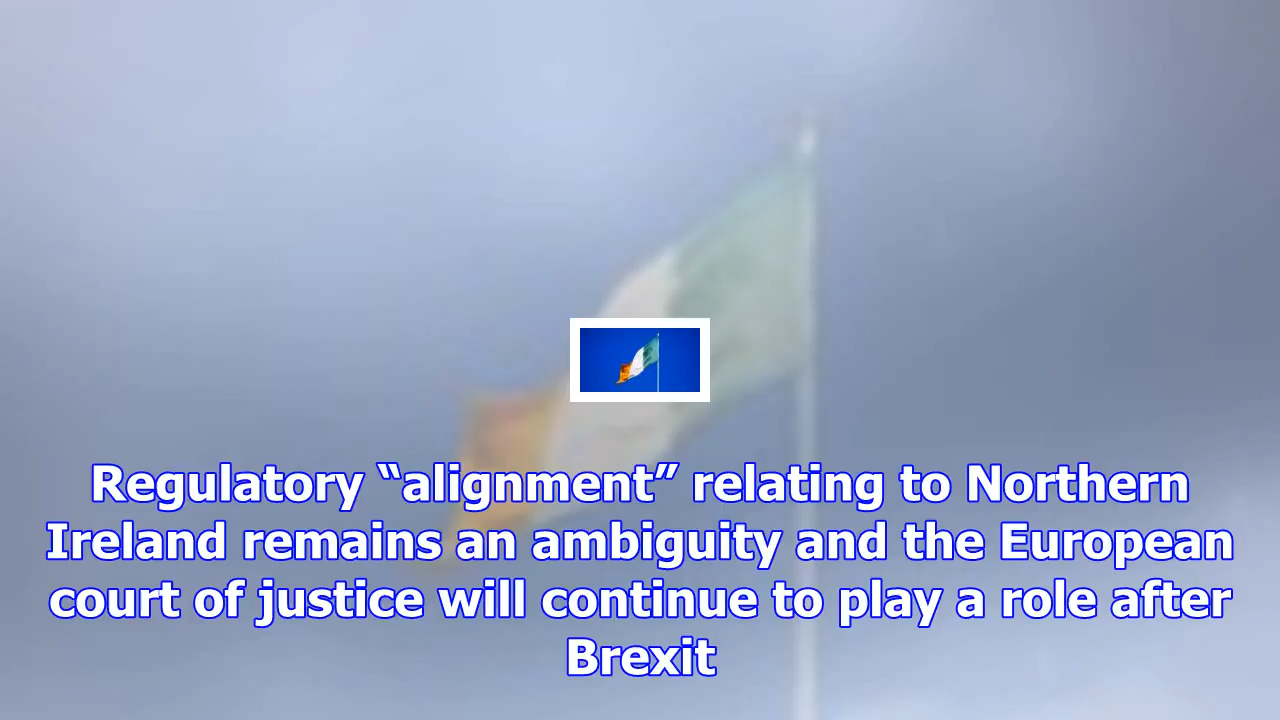 Regulatory “alignment” relating to Northern
Ireland remains an ambiguity and the European
court of justice will continue to play a role after
Brexit